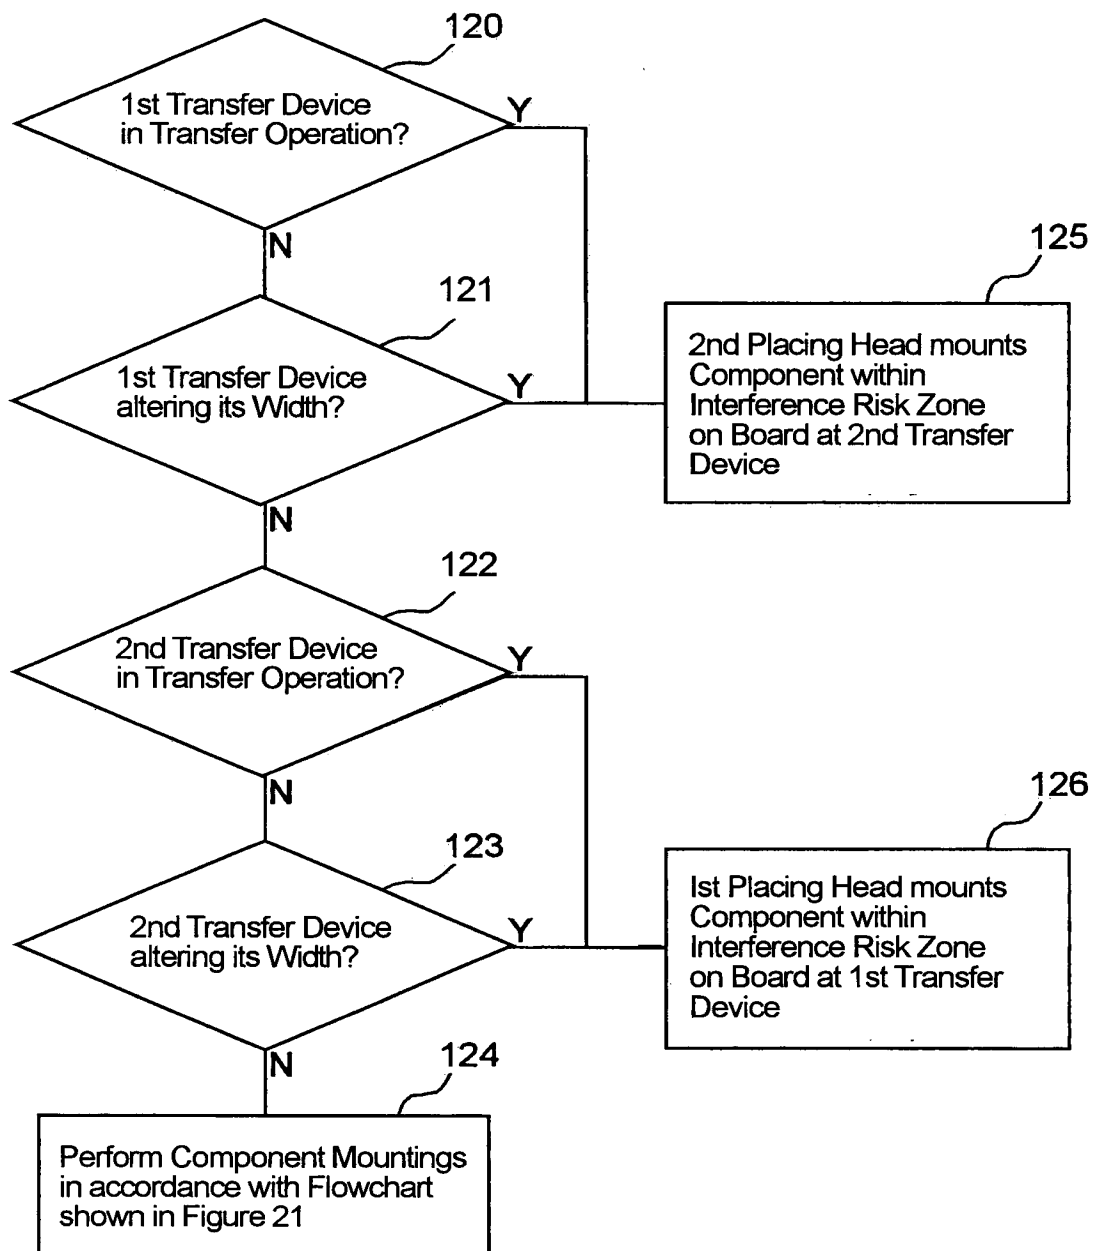 120
1st Transfer Device
in Transfer Operation?
Y
N
121
1st Transfer Device
altering its Width?
Y
125
2nd Placing Head mounts
Component within
Interference Risk Zone
on Board at 2nd Transfer
Device
N
122
2nd Transfer Device
in Transfer Operation?
Y
N
123
2nd Transfer Device
altering its Width?
Y
126
Ist Placing Head mounts
Component within
Interference Risk Zone
on Board at 1st Transfer
Device
N
124
Perform Component Mountings
in accordance with Flowchart
shown in Figure 21